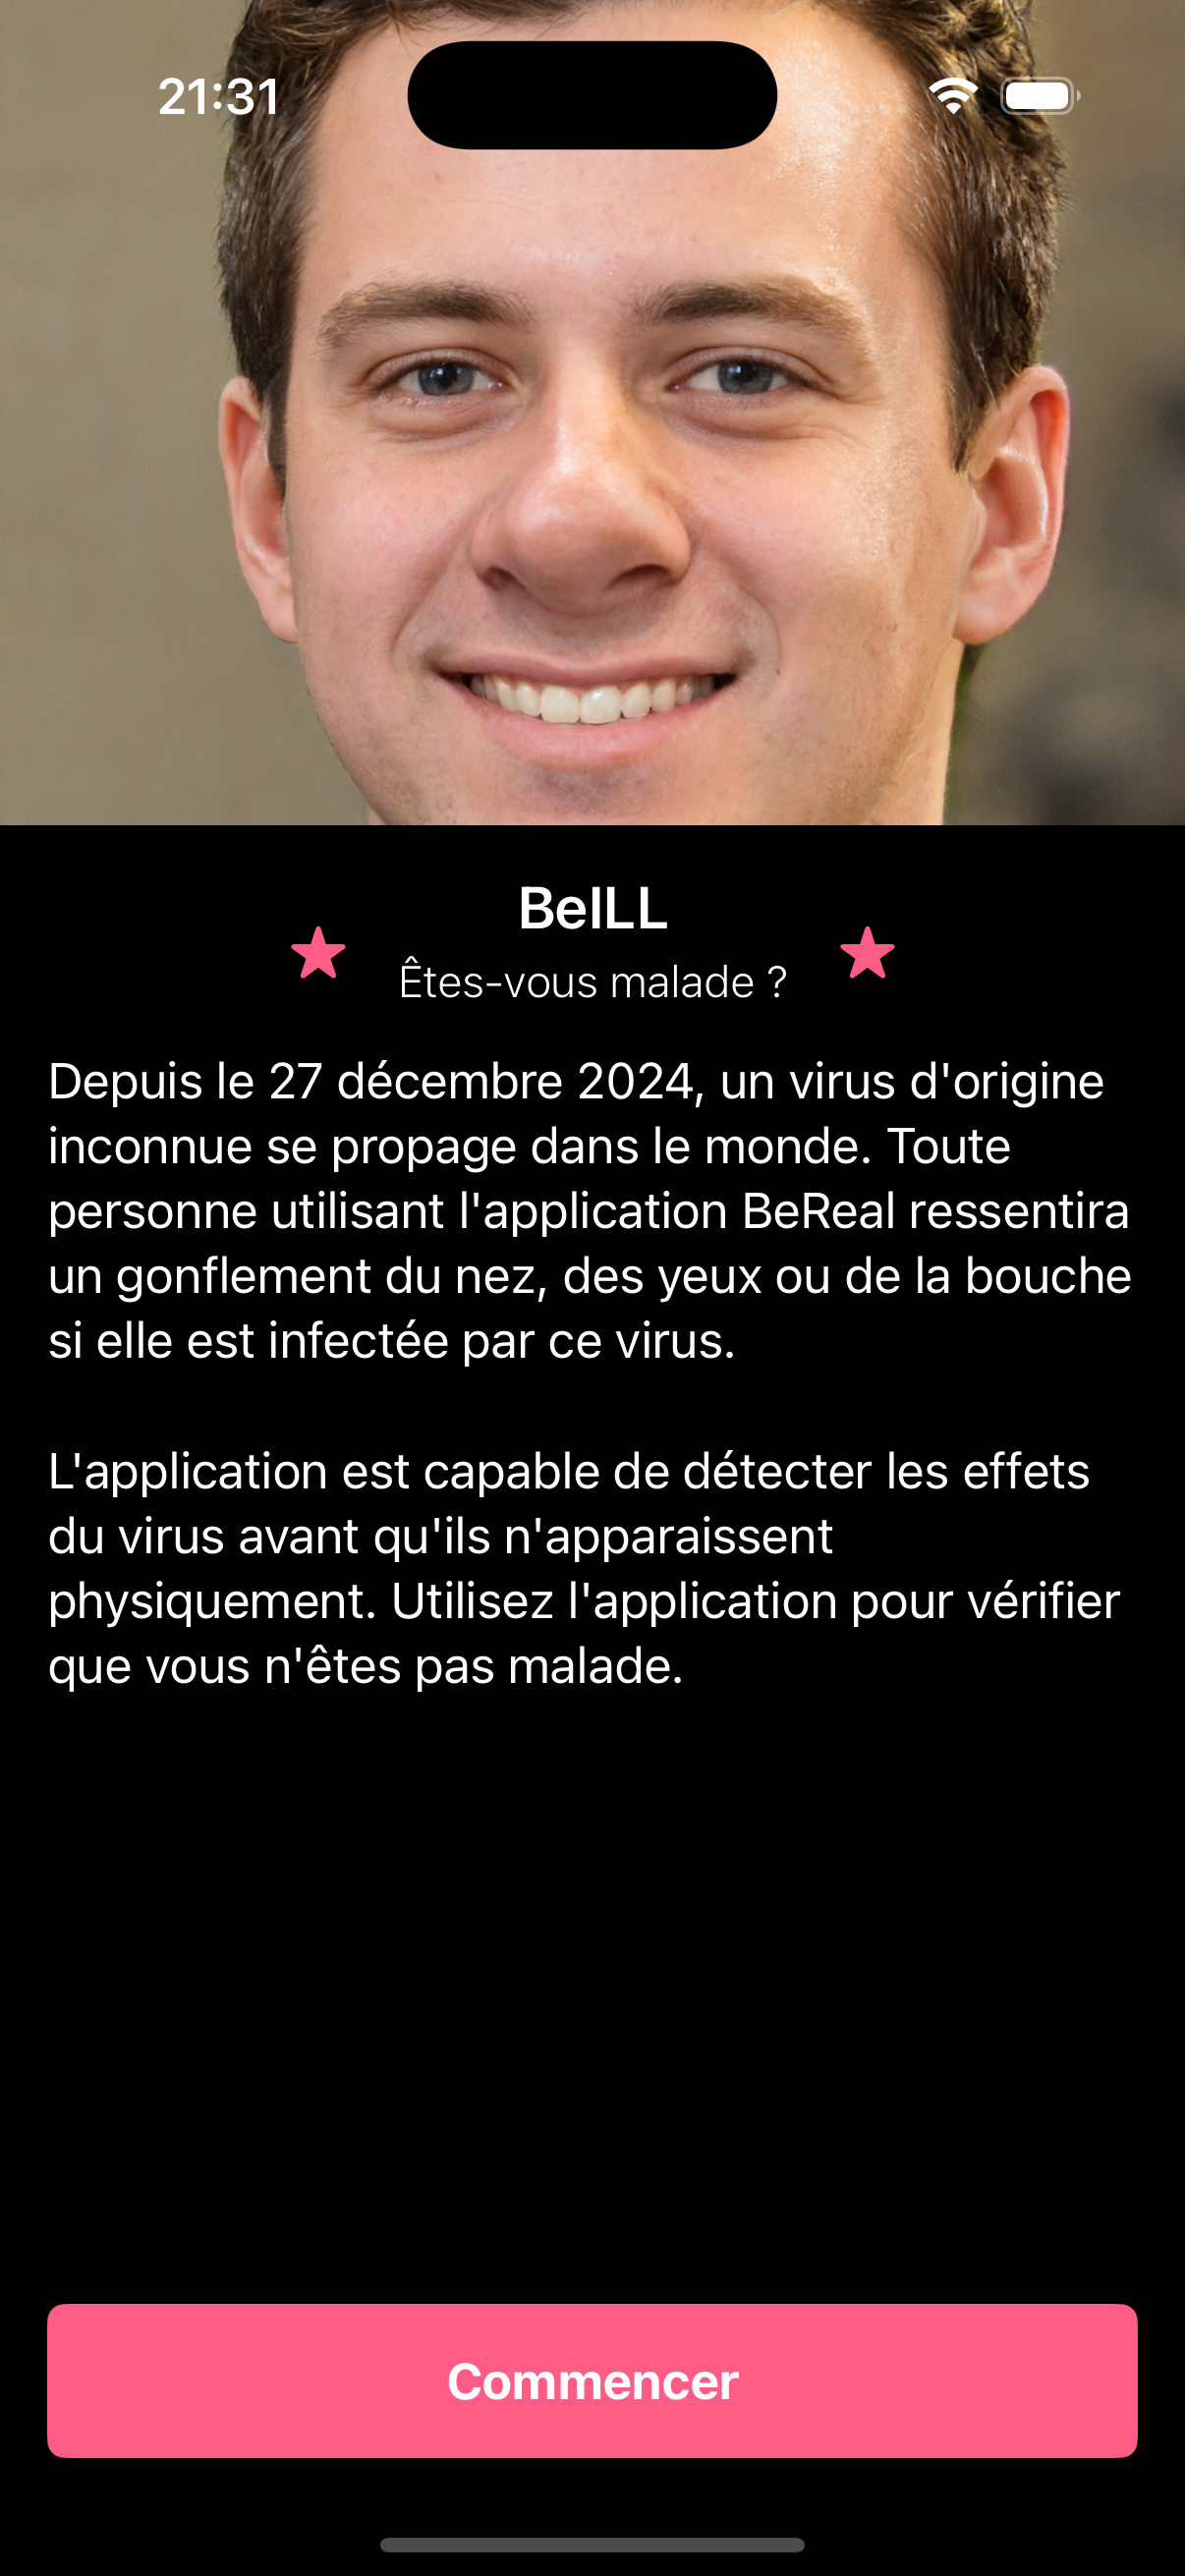 21:31
BeILL
Êtes-vous malade ?
Depuis le 27 décembre 2024, un virus d'origine
inconnue se propage dans le monde. Toute
personne utilisant l'application BeReal ressentira
un gonflement du nez, des yeux ou de la bouche
si elle est infectée par ce virus.
L'application est capable de détecter les effets
du virus avant qu'ils n'apparaissent
physiquement. Utilisez l'application pour vérifier
que vous n'êtes pas malade.
Commencer